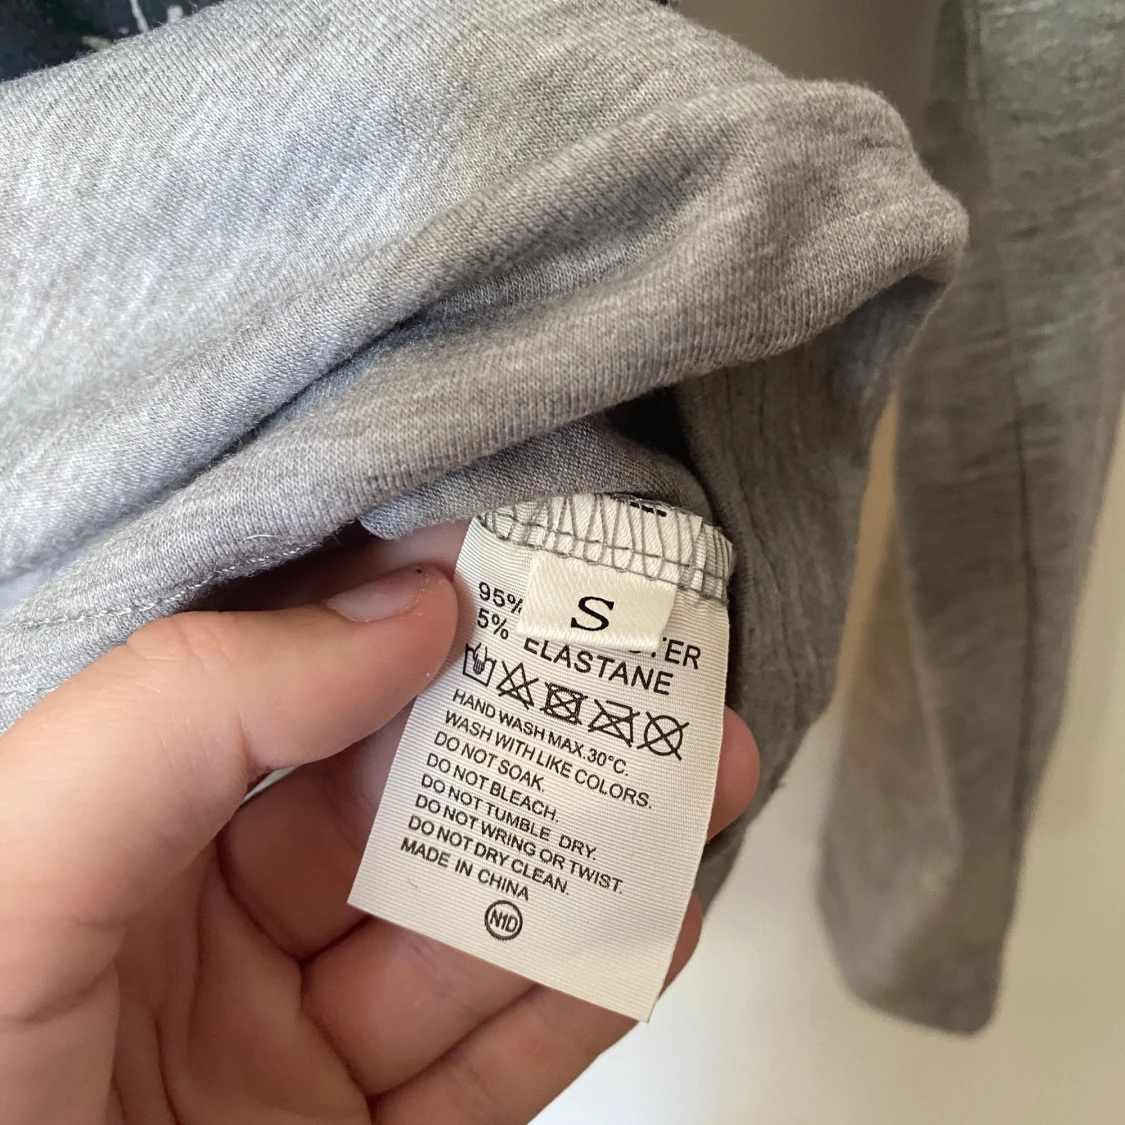 S
95%
5% ELASTANE
HAND WASH MAX.30°C.
WASH WITH LIKE COLORS.
DO NOT SOAK.
DO NOT BLEACH.
DO NOT TUMBLE DRY.
DO NOT WRING OR TWIST.
DO NOT DRY CLEAN.
MADE IN CHINA
N1D